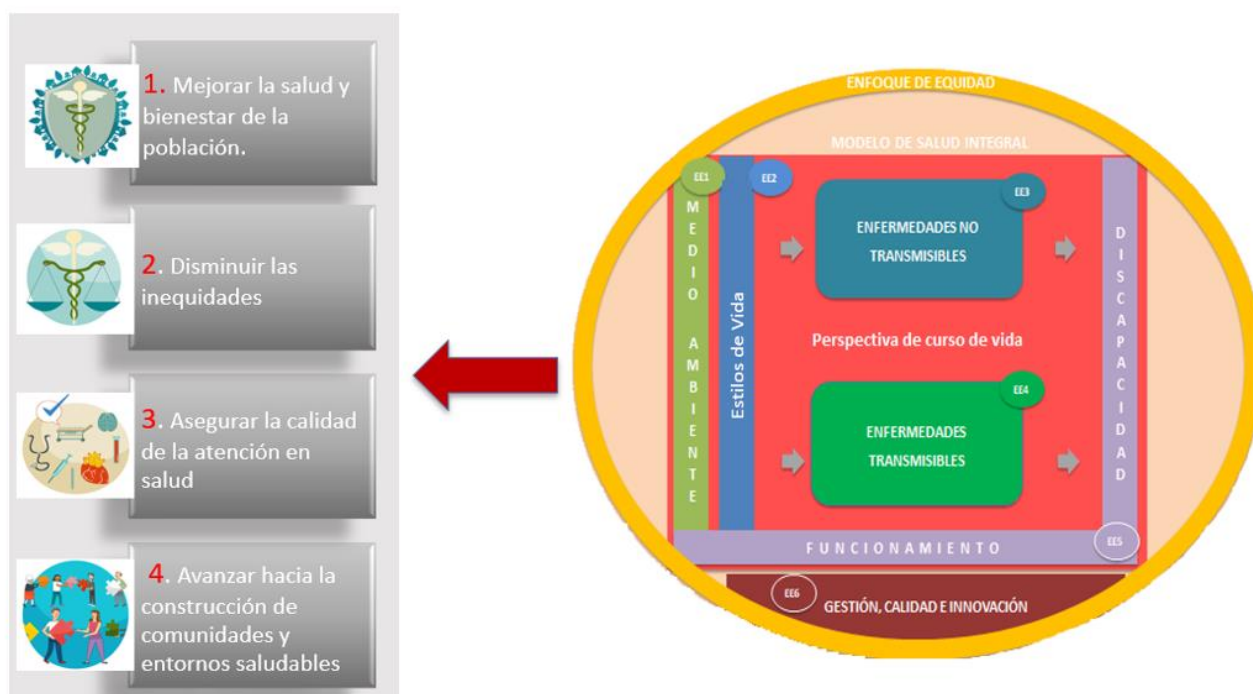 1. Mejorar la salud y
bienestar de la
población.
2. Disminuir las
inequidades
3. Asegurar la calidad
de la atención en
salud
4. Avanzar hacia la
construcción de
comunidades y
entornos saludables
ENFOQUE DE EQUIDAD
MODELO DE SALUD INTEGRAL
EE1
MEDIO AMBIENTE
EE2
Estilos de Vida
EE3
ENFERMEDADES NO
TRANSMISIBLES
Perspectiva de curso de vida
EE4
ENFERMEDADES
TRANSMISIBLES
DISCAPACIDAD
FUNCIONAMIENTO
EE5
EE6
GESTIÓN, CALIDAD E INNOVACIÓN